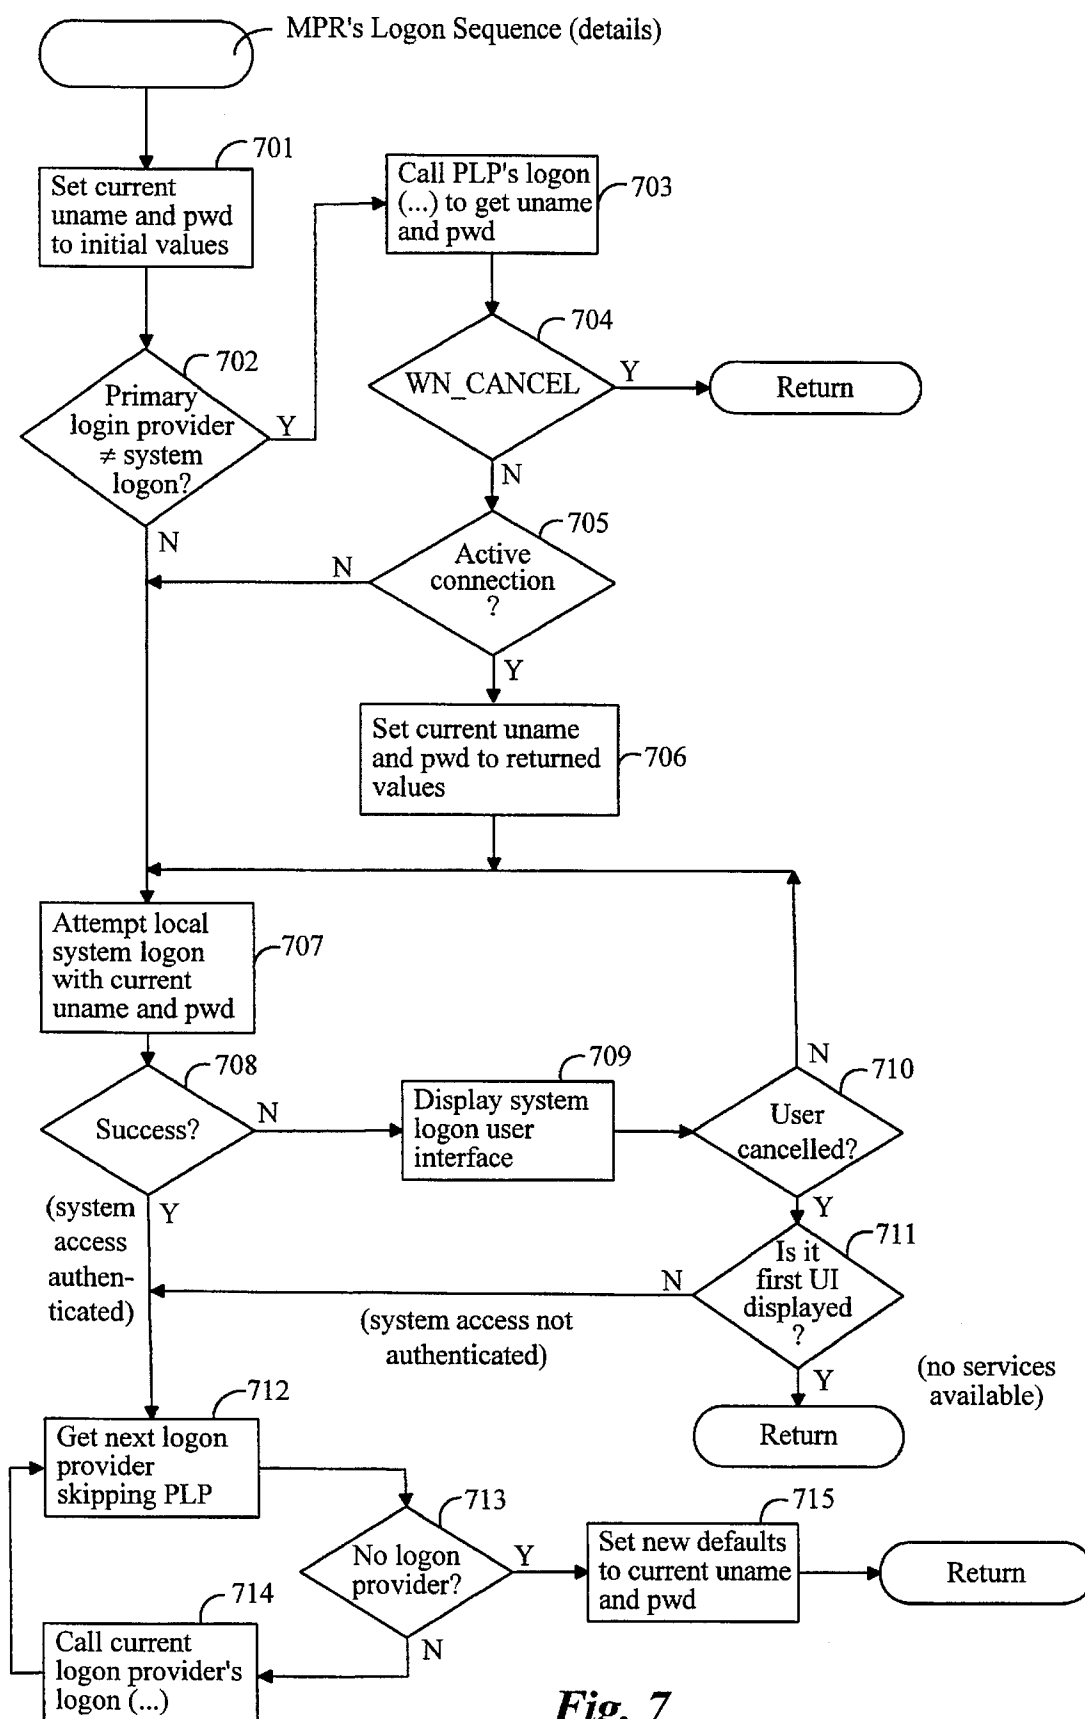 MPR's Logon Sequence (details)
701
Set current
uname and pwd
to initial values
Call PLP's logon
(...) to get uname
and pwd
703
702
Primary
login provider
≠ system
logon?
Y
N
704
WN_CANCEL
Y
Return
N
705
Active
connection
?
N
Y
Set current uname
and pwd to returned
values
706
Attempt local
system logon
with current
uname and pwd
707
708
Success?
N
Y
(system
access
authen-
ticated)
709
Display system
logon user
interface
N
710
User
cancelled?
Y
711
Is it
first UI
displayed
?
N
(system access not
authenticated)
Y
(no services
available)
Return
712
Get next logon
provider
skipping PLP
713
No logon
provider?
Y
N
715
Set new defaults
to current uname
and pwd
Return
714
Call current
logon provider's
logon (...)
Fig. 7